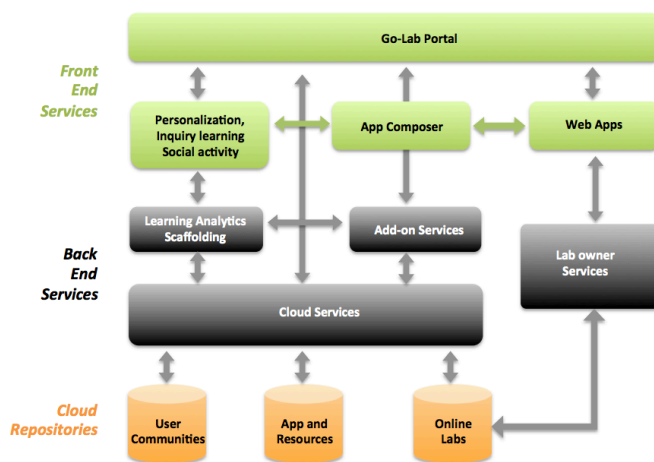 Go-Lab Portal
Front
End
Services
Personalization,
Inquiry learning
Social activity
App Composer
Web Apps
Learning Analytics
Scaffolding
Add-on Services
Back
End
Services
Lab owner
Services
Cloud Services
Cloud
Repositories
User
Communities
App and
Resources
Online
Labs